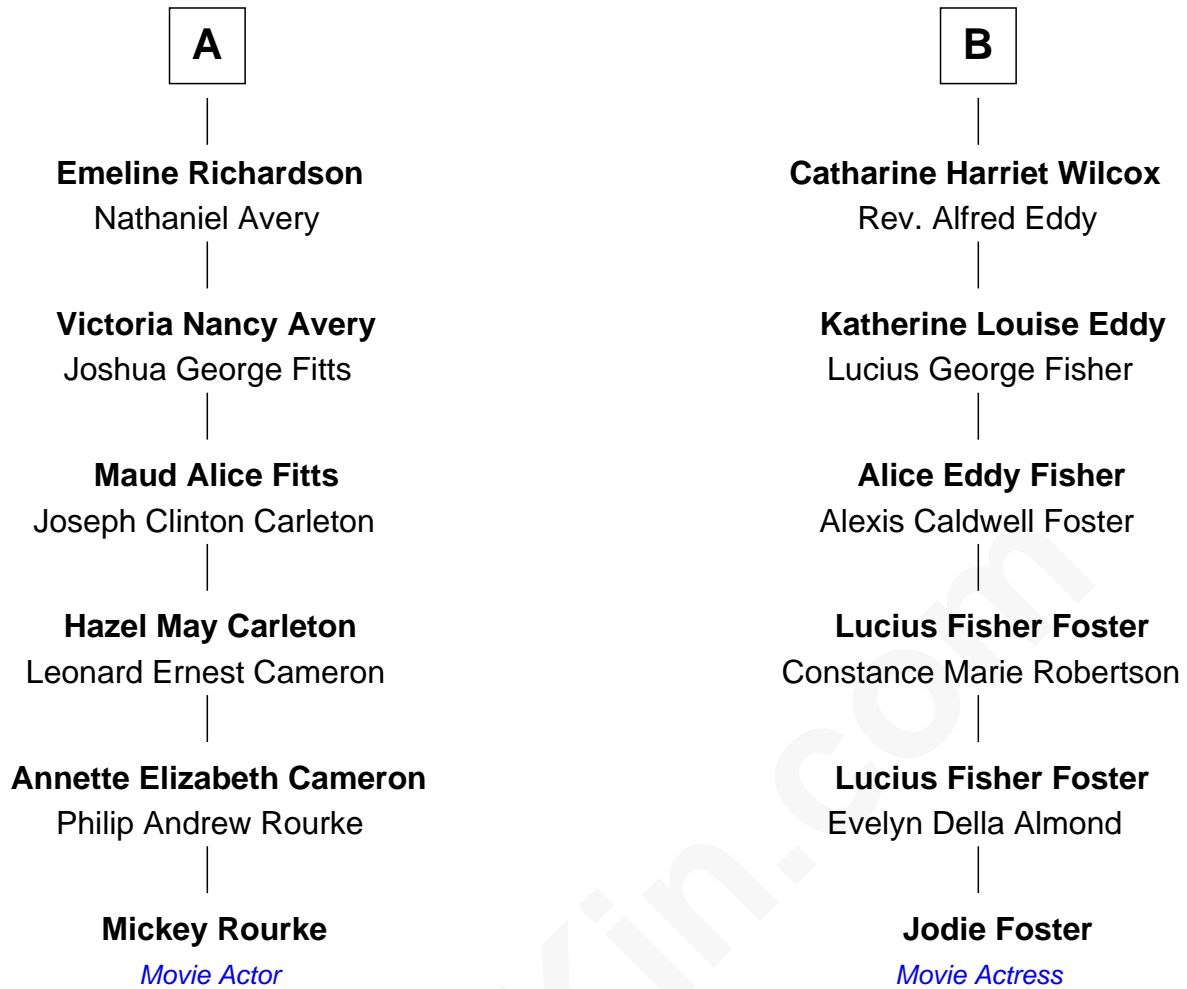 A
B
Emeline Richardson
Nathaniel Avery
Catharine Harriet Wilcox
Rev. Alfred Eddy
Victoria Nancy Avery
Joshua George Fitts
Katherine Louise Eddy
Lucius George Fisher
Maud Alice Fitts
Joseph Clinton Carleton
Alice Eddy Fisher
Alexis Caldwell Foster
Hazel May Carleton
Leonard Ernest Cameron
Lucius Fisher Foster
Constance Marie Robertson
Annette Elizabeth Cameron
Philip Andrew Rourke
Lucius Fisher Foster
Evelyn Della Almond
Mickey Rourke
Movie Actor
Jodie Foster
Movie Actress
Kin.com